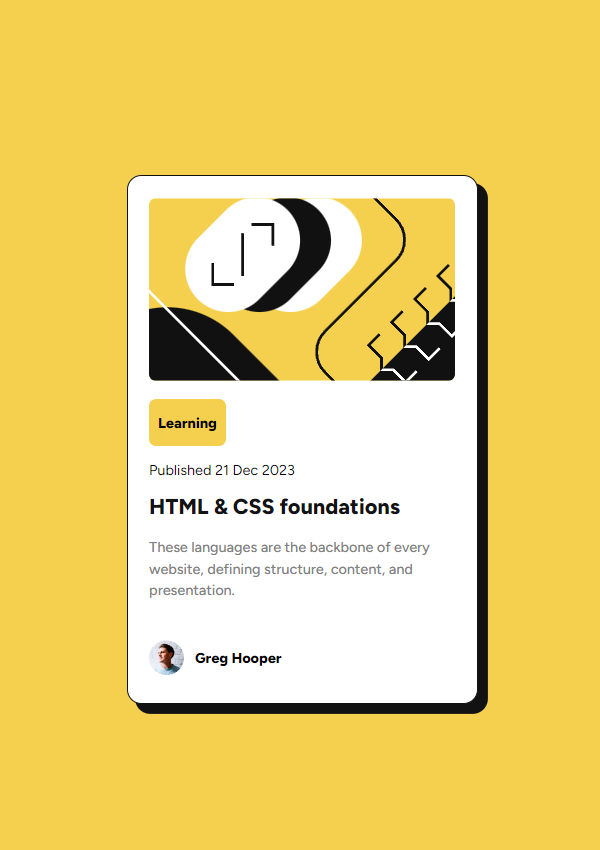 Learning
Published 21 Dec 2023
HTML & CSS foundations
These languages are the backbone of every
website, defining structure, content, and
presentation.
Greg Hooper